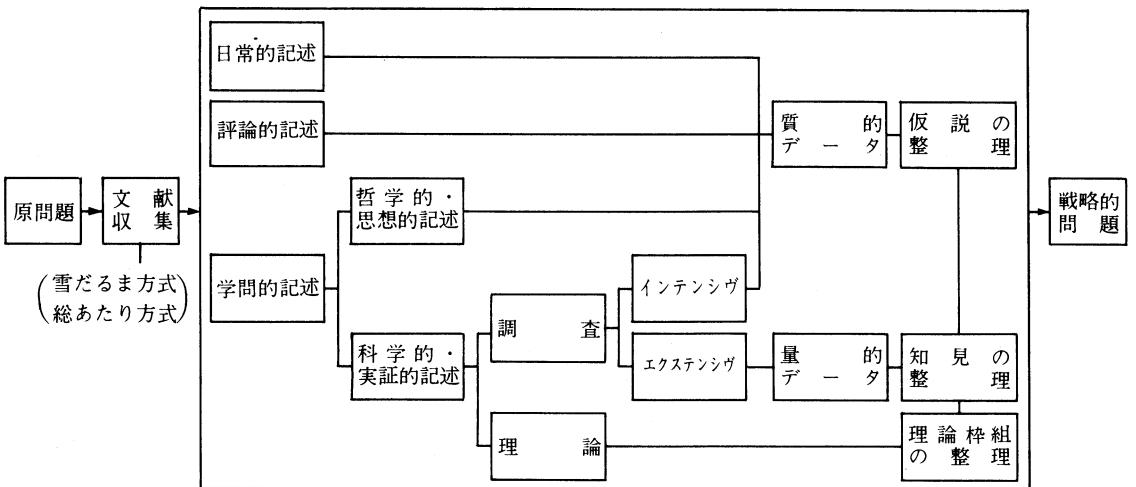 原問題
文献
収集
(雪だるま方式
総あたり方式)
日常的記述
評論的記述
学問的記述
哲学的・
思想的記述
科学的・
実証的記述
調査
理論
インテンシヴ
エクステンシヴ
質的
データ
量的
データ
仮説の
整理
知見の
整理
理論枠組
の整理
戦略的
問題